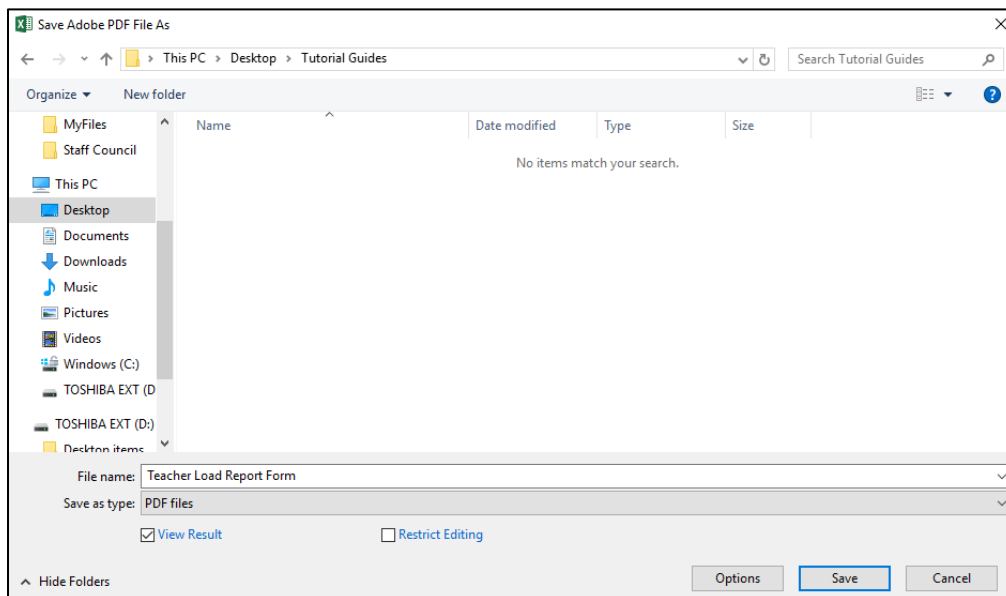 Save Adobe PDF File As
This PC > Desktop > Tutorial Guides
Search Tutorial Guides
Organize
New folder
Name
Date modified
Type
Size
No items match your search.
MyFiles
Staff Council
This PC
Desktop
Documents
Downloads
Music
Pictures
Videos
Windows (C:)
TOSHIBA EXT (D
TOSHIBA EXT (D:)
Desktop items
File name: Teacher Load Report Form
Save as type: PDF files
View Result
Restrict Editing
Hide Folders
Options
Save
Cancel